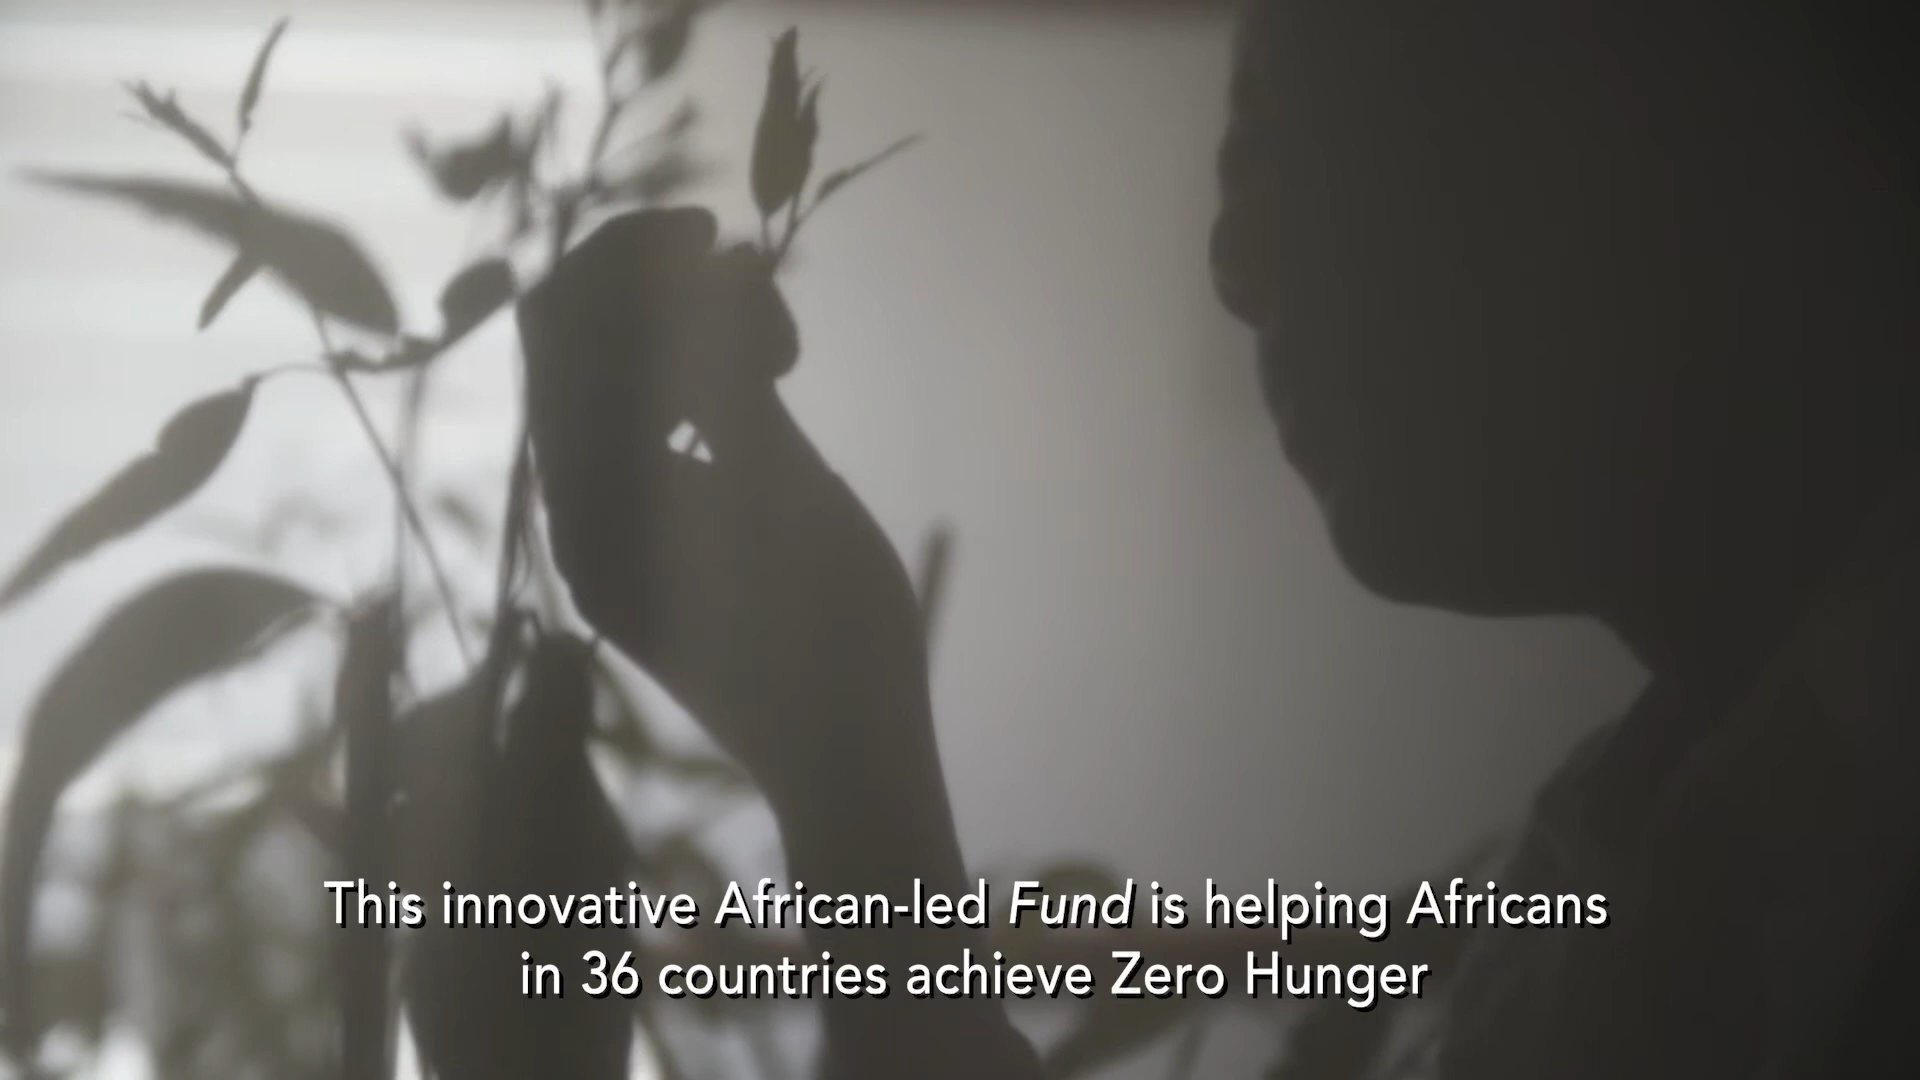 This innovative African-led Fund is helping Africans
in 36 countries achieve Zero Hunger